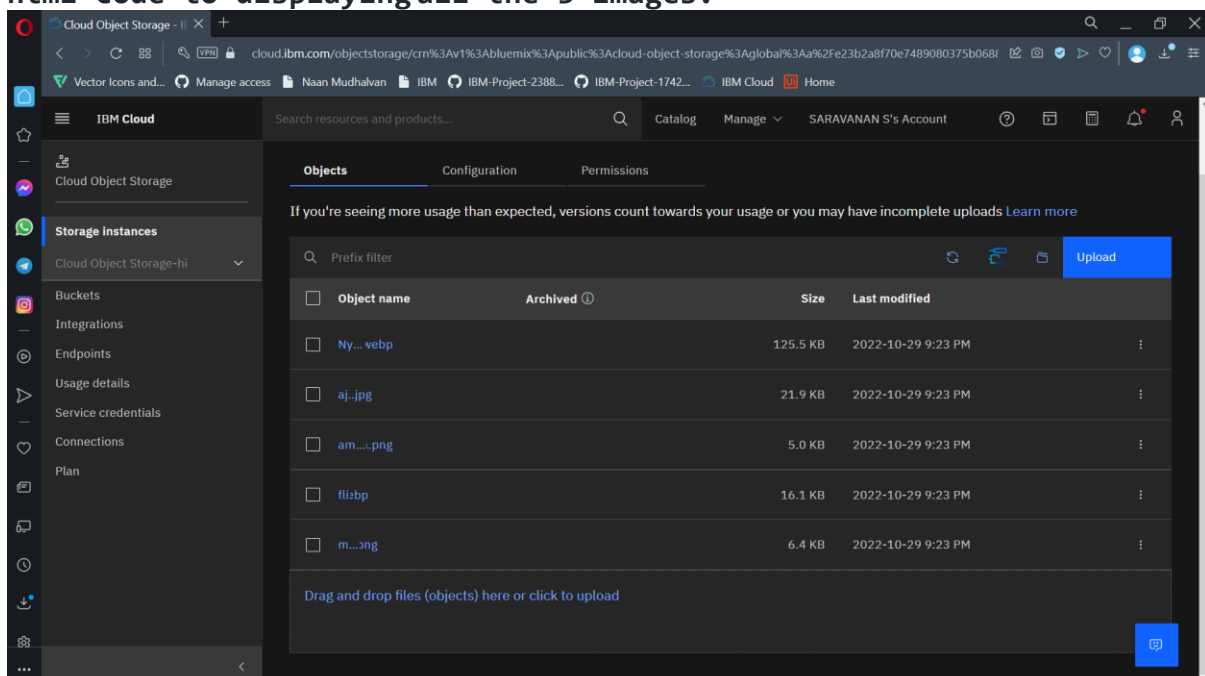 html code to displaying all the 5 images.
Cloud Object Storage - I
VPN
cloud.ibm.com/objectstorage/crn%3Av1%3Abluemix%3Apublic%3Acloud-object-storage%3Aglobal%3Aa%2Fe23b2a8f70e7489080375b068
Vector Icons and... Manage access Naan Mudhalvan IBM IBM-Project-2388... IBM-Project-1742... IBM Cloud UI Home
IBM Cloud
Search resources and products...
Catalog Manage SARAVANAN S's Account
Cloud Object Storage
Storage instances
Cloud Object Storage-hi
Buckets
Integrations
Endpoints
Usage details
Service credentials
Connections
Plan
Objects Configuration Permissions
If you're seeing more usage than expected, versions count towards your usage or you may have incomplete uploads Learn more
Prefix filter
Upload
Object name Archived Size Last modified
Ny... 125.5 KB 2022-10-29 9:23 PM
aj..jpg 21.9 KB 2022-10-29 9:23 PM
am....png 5.0 KB 2022-10-29 9:23 PM
16.1 KB 2022-10-29 9:23 PM
6.4 KB 2022-10-29 9:23 PM
Drag and drop files (objects) here or click to upload